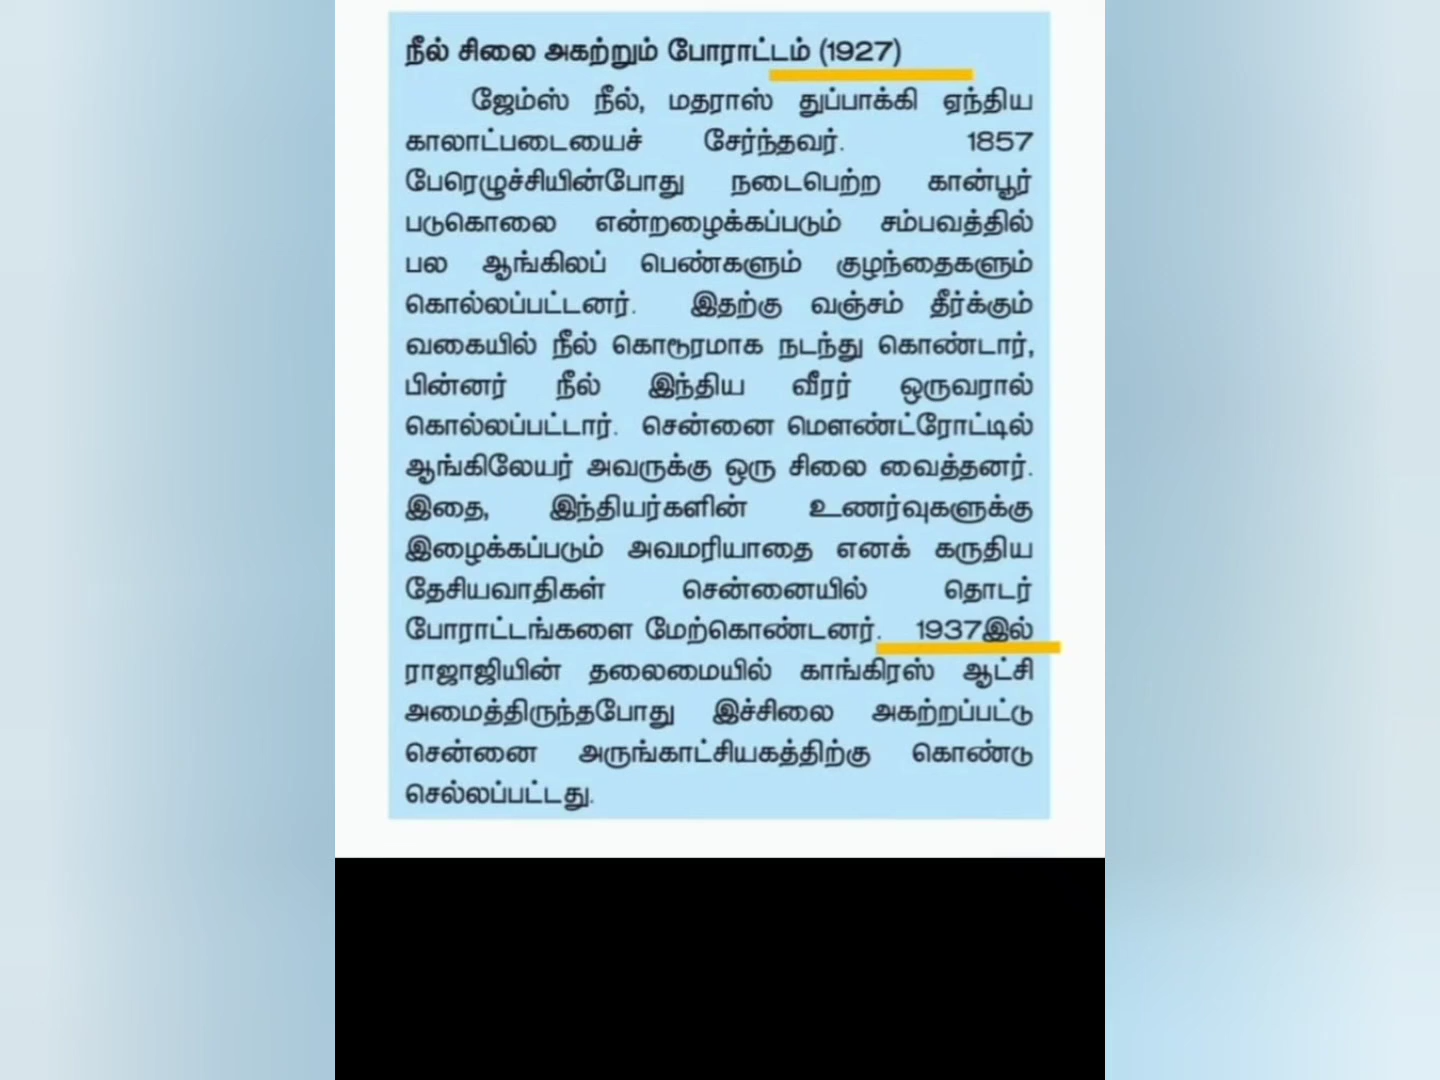 நீல் சிலை அகற்றும் போராட்டம் (1927)
ஜேம்ஸ் நீல், மதராஸ் துப்பாக்கி ஏந்திய
காலாட்படையைச் சேர்ந்தவர். 1857
பேரெழுச்சியின்போது நடைபெற்ற கான்பூர்
படுகொலை என்றழைக்கப்படும் சம்பவத்தில்
பல ஆங்கிலப் பெண்களும் குழந்தைகளும்
கொல்லப்பட்டனர். இதற்கு வஞ்சம் தீர்க்கும்
வகையில் நீல் கொடூரமாக நடந்து கொண்டார்,
பின்னர் நீல் இந்திய வீரர் ஒருவரால்
கொல்லப்பட்டார். சென்னை மௌண்ட்ரோட்டில்
ஆங்கிலேயர் அவருக்கு ஒரு சிலை வைத்தனர்.
இதை, இந்தியர்களின் உணர்வுகளுக்கு
இழைக்கப்படும் அவமரியாதை எனக் கருதிய
தேசியவாதிகள் சென்னையில் தொடர்
போராட்டங்களை மேற்கொண்டனர். 1937இல்
ராஜாஜியின் தலைமையில் காங்கிரஸ் ஆட்சி
அமைத்திருந்தபோது இச்சிலை அகற்றப்பட்டு
சென்னை அருங்காட்சியகத்திற்கு கொண்டு
செல்லப்பட்டது.